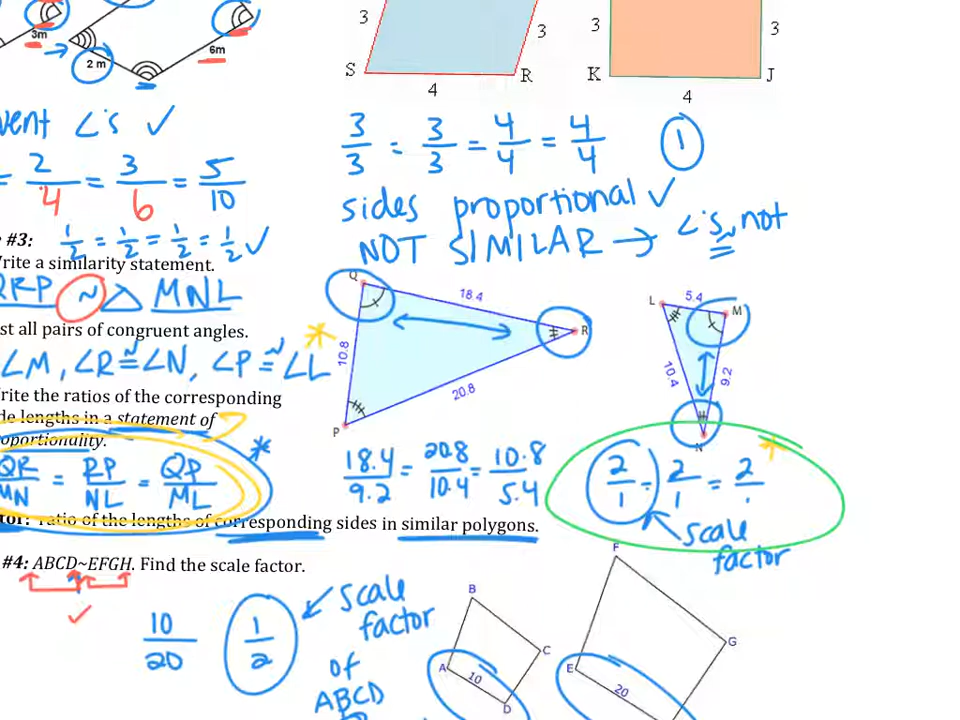 3m
2 m
6m
3
S
R
3
4
3
K
J
3
4
∠'s ✓
3/3 = 3/3 = 4/4 = 4/4 ①
= 2/4 = 3/6 = 5/10
sides proportional ✓
NOT SIMILAR → ∠'s not ≅
#3: 1/2 = 1/2 = 1/2 = 1/2 ✓
Write a similarity statement.
QRP ~ △ MNL
all pairs of congruent angles.
∠M, ∠R ≅ ∠N, ∠P ≅ ∠L
Write the ratios of the corresponding
lengths in a statement of
proportionality.
QR/MN = RP/NL = QP/ML
Q
18.4
R
10.8
20.8
P
L
5.4
M
10.4
9.2
N
18.4/9.2 = 20.8/10.4 = 10.8/5.4
2/1 = 2/1 = 2/1
scale
factor
ratio of the lengths of corresponding sides in similar polygons.
#4: ABCD~EFGH. Find the scale factor.
10/20 1/2
scale
factor
of
ABCD
B
C
A
10
D
F
G
E
20